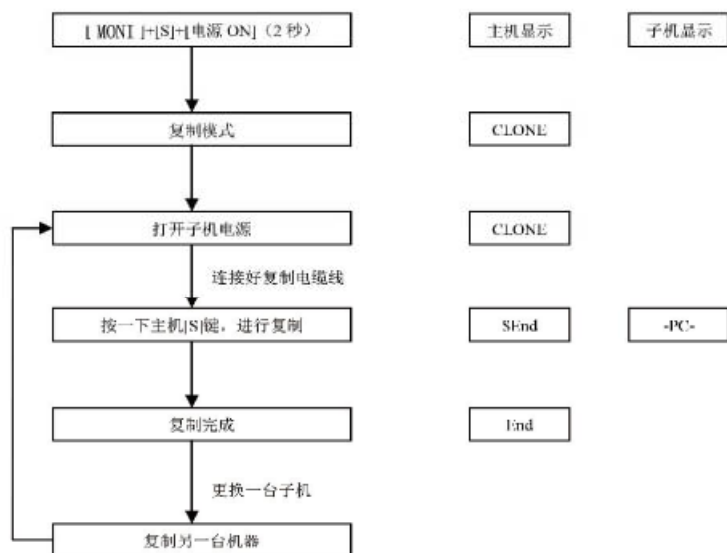 [ MONI ]+[S]+[电源 ON]（2 秒） 主机显示 子机显示
复制模式 CLONE
打开子机电源 CLONE
连接好复制电缆线
按一下主机[S]键，进行复制 SEnd -PC-
复制完成 End
更换一台子机
复制另一台机器